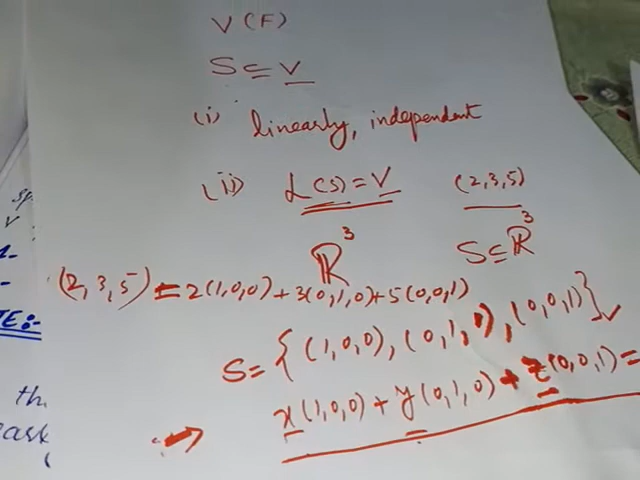 V(F)
S ⊆ V
(i) linearly, independent
(ii) L(S) = V (2,3,5)
ℝ³ S ⊆ ℝ³
(2,3,5) = 2(1,0,0) + 3(0,1,0) + 5(0,0,1)
S = { (1,0,0), (0,1,0), (0,0,1) } ✓
→ x(1,0,0) + y(0,1,0) + z(0,0,1) =
TE:-
th